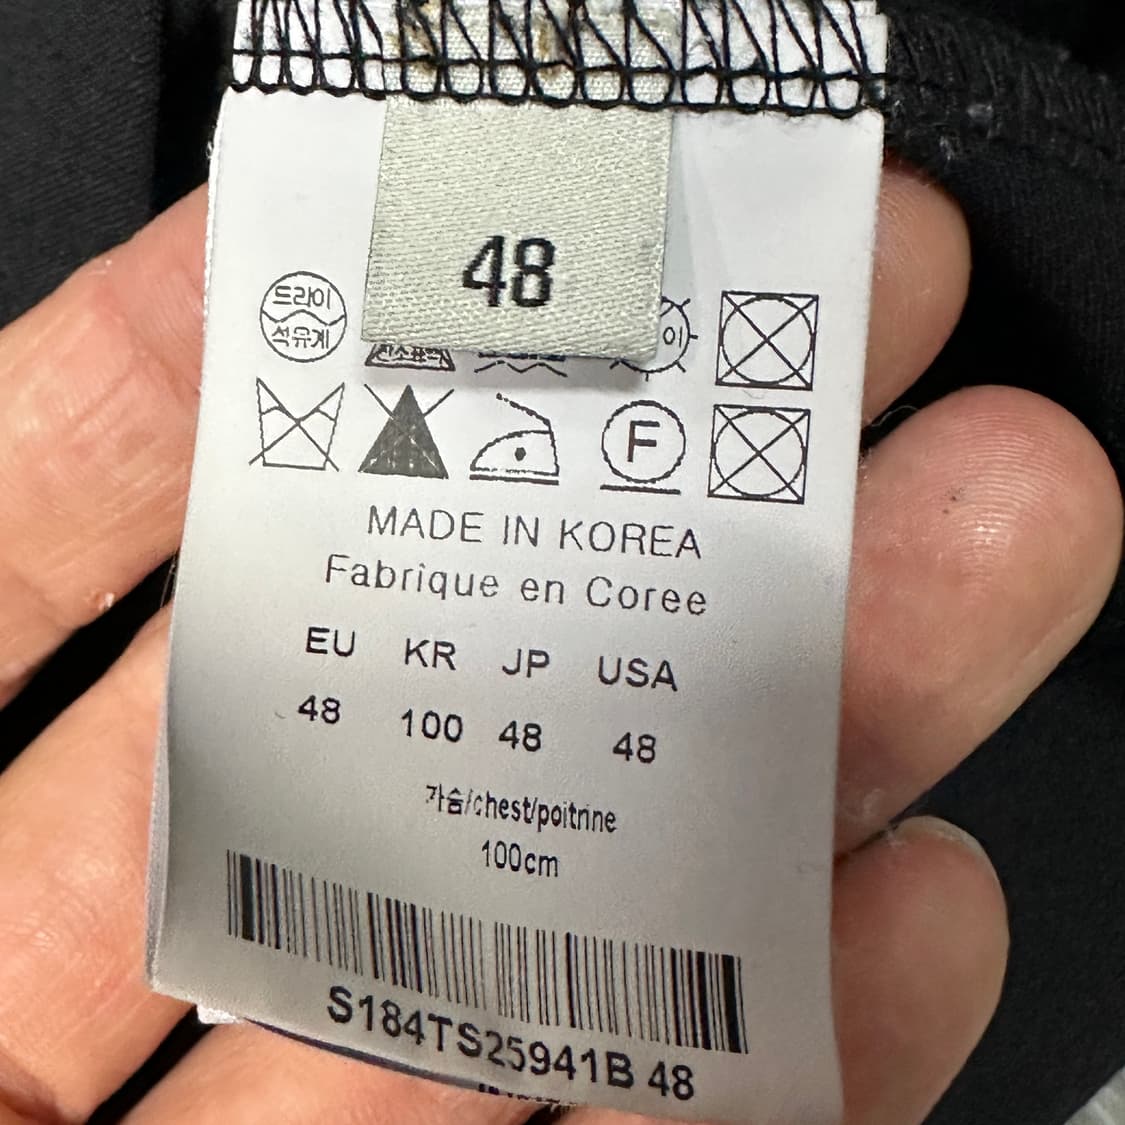 48
드라이
석유계
F
MADE IN KOREA
Fabrique en Coree
EU KR JP USA
48 100 48 48
가슴/chest/poitrine
100cm
S184TS25941B 48